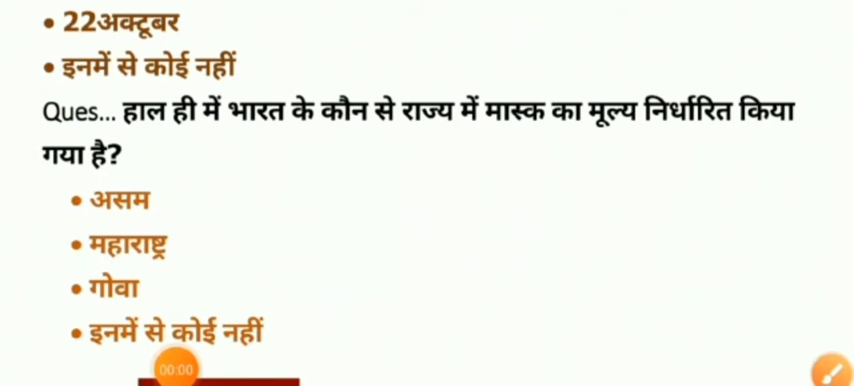 • 22अक्टूबर
• इनमें से कोई नहीं
Ques... हाल ही में भारत के कौन से राज्य में मास्क का मूल्य निर्धारित किया
गया है?
• असम
• महाराष्ट्र
• गोवा
• इनमें से कोई नहीं
00:00